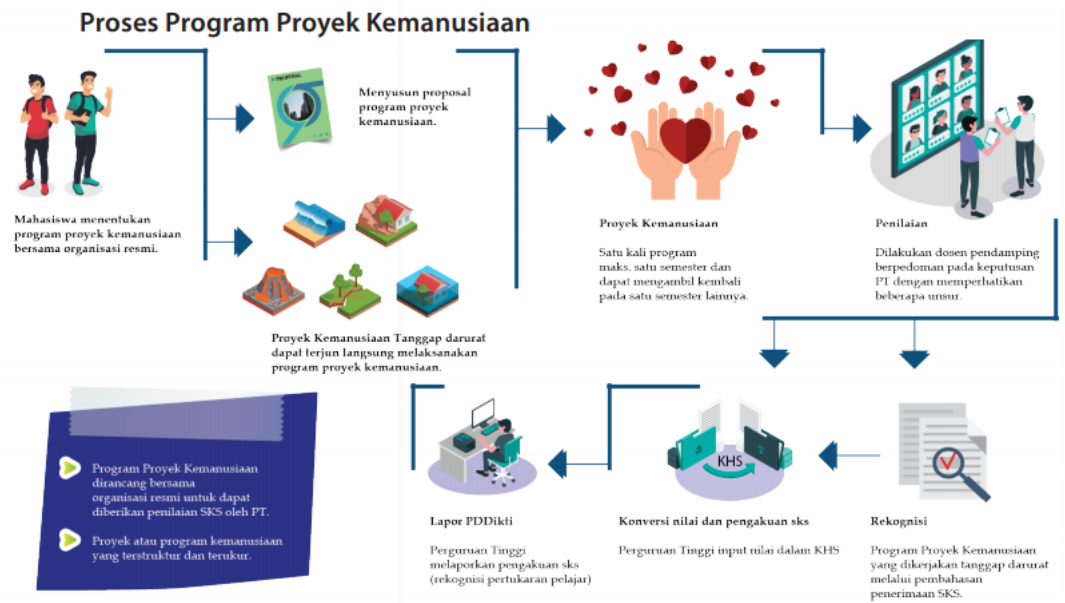 Proses Program Proyek Kemanusiaan
Mahasiswa menentukan
program proyek kemanusiaan
bersama organisasi resmi.
PROPOSAL
Menyusun proposal
program proyek
kemanusiaan.
Proyek Kemanusiaan Tanggap darurat
dapat terjun langsung melaksanakan
program proyek kemanusiaan.
Proyek Kemanusiaan
Satu kali program
maks. satu semester dan
dapat mengambil kembali
pada satu semester lainnya.
Penilaian
Dilakukan dosen pendamping
berpedoman pada keputusan
PT dengan memperhatikan
beberapa unsur.
Rekognisi
Program Proyek Kemanusiaan
yang dikerjakan tanggap darurat
melalui pembahasan
penerimaan SKS.
KHS
Konversi nilai dan pengakuan sks
Perguruan Tinggi input nilai dalam KHS
Lapor PDDikti
Perguruan Tinggi
melaporkan pengakuan sks
(rekognisi pertukaran pelajar)
Program Proyek Kemanusiaan
dirancang bersama
organisasi resmi untuk dapat
diberikan penilaian SKS oleh PT.
Proyek atau program kemanusiaan
yang terstruktur dan terukur.